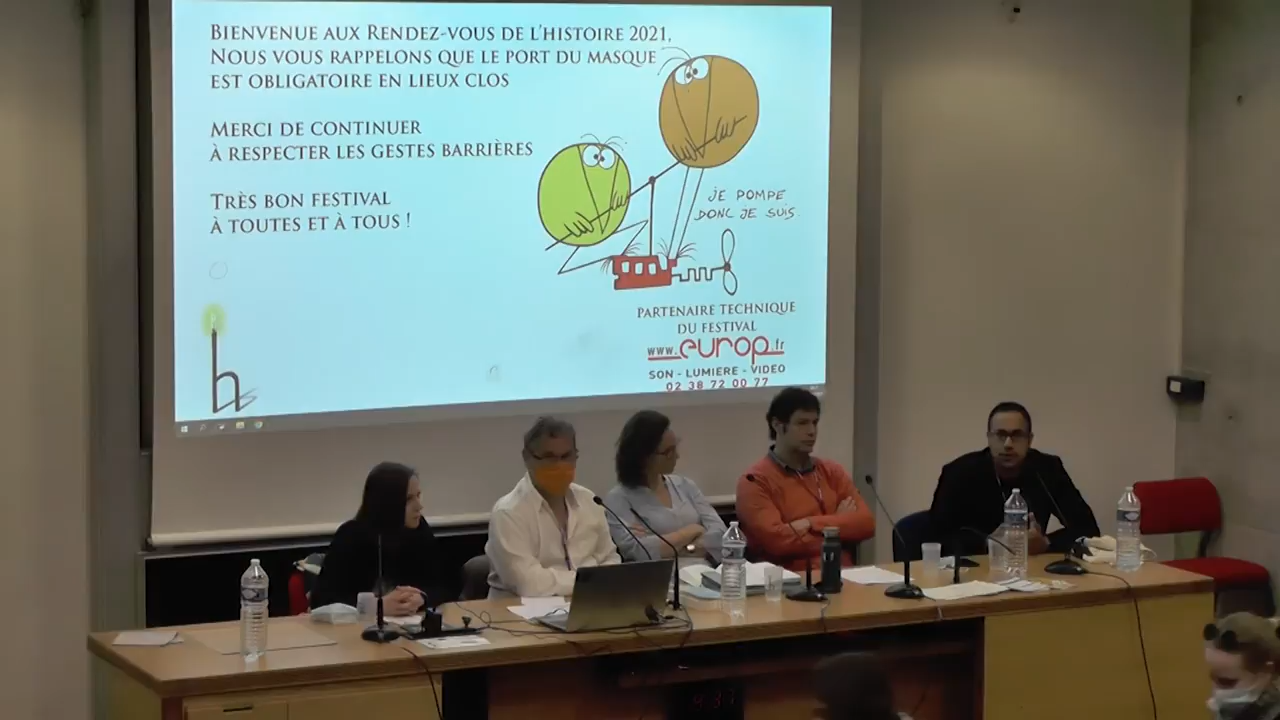 BIENVENUE AUX RENDEZ-VOUS DE L'HISTOIRE 2021,
NOUS VOUS RAPPELONS QUE LE PORT DU MASQUE
EST OBLIGATOIRE EN LIEUX CLOS
MERCI DE CONTINUER
À RESPECTER LES GESTES BARRIÈRES
TRÈS BON FESTIVAL
À TOUTES ET À TOUS !
JE POMPE
DONC JE SUIS.
PARTENAIRE TECHNIQUE
DU FESTIVAL
www.europ.fr
SON - LUMIERE - VIDEO
02 38 72 00 77
h